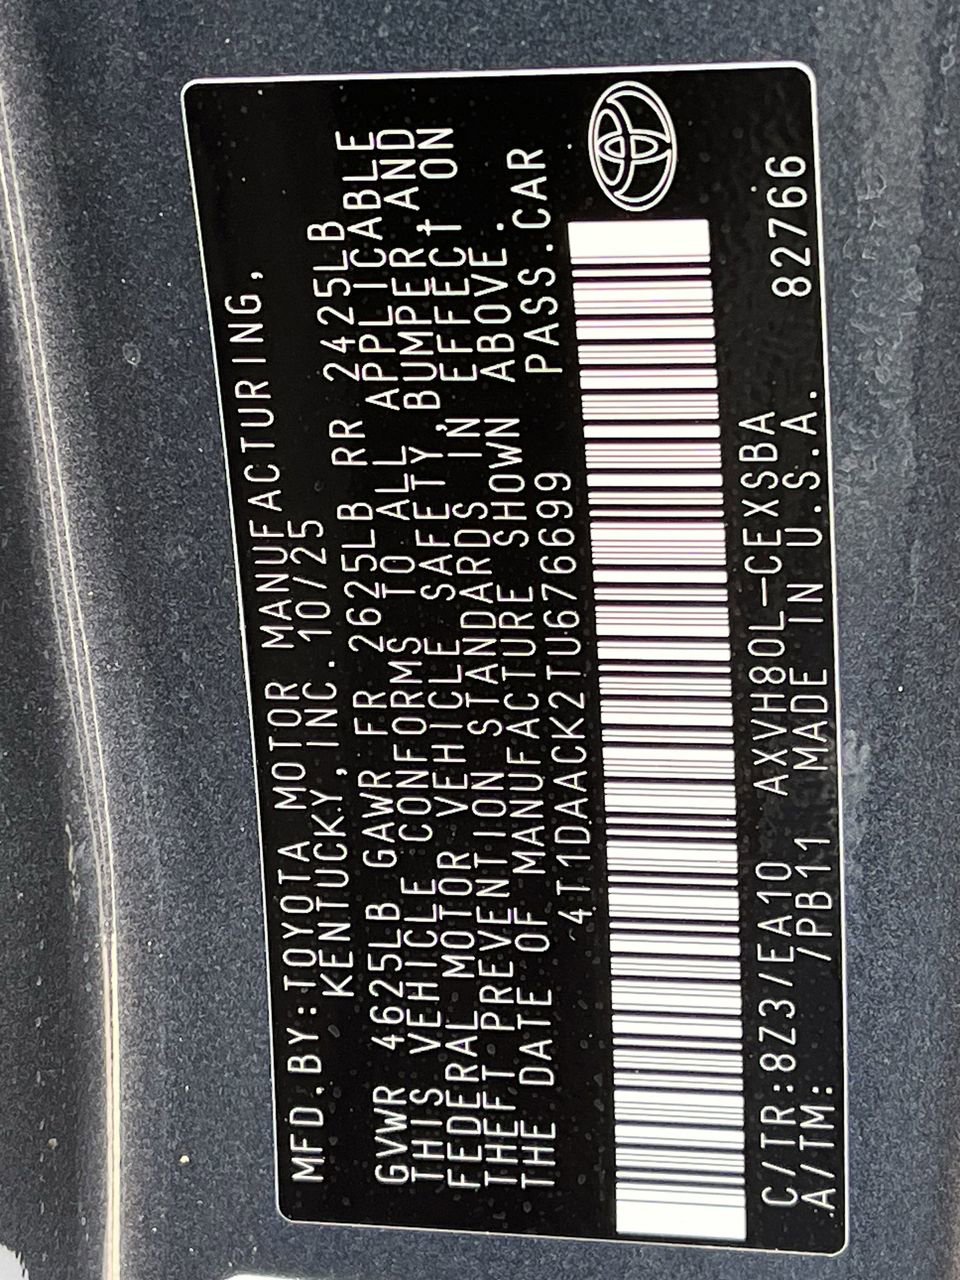 MFD.BY:TOYOTA MOTOR MANUFACTURING,
KENTUCKY, INC. 10/25
GVWR 4625LB GAWR FR 2625LB RR 2425LB
THIS VEHICLE CONFORMS TO ALL APPLICABLE
FEDERAL MOTOR VEHICLE SAFETY, BUMPER, AND
THEFT PREVENTION STANDARDS IN EFFECT ON
THE DATE OF MANUFACTURE SHOWN ABOVE.
4T1DAACK2TU676699 PASS.CAR
C/TR:8Z3/EA10 AXVH80L-CEXSBA 82766
A/TM: /PB11 MADE IN U.S.A.